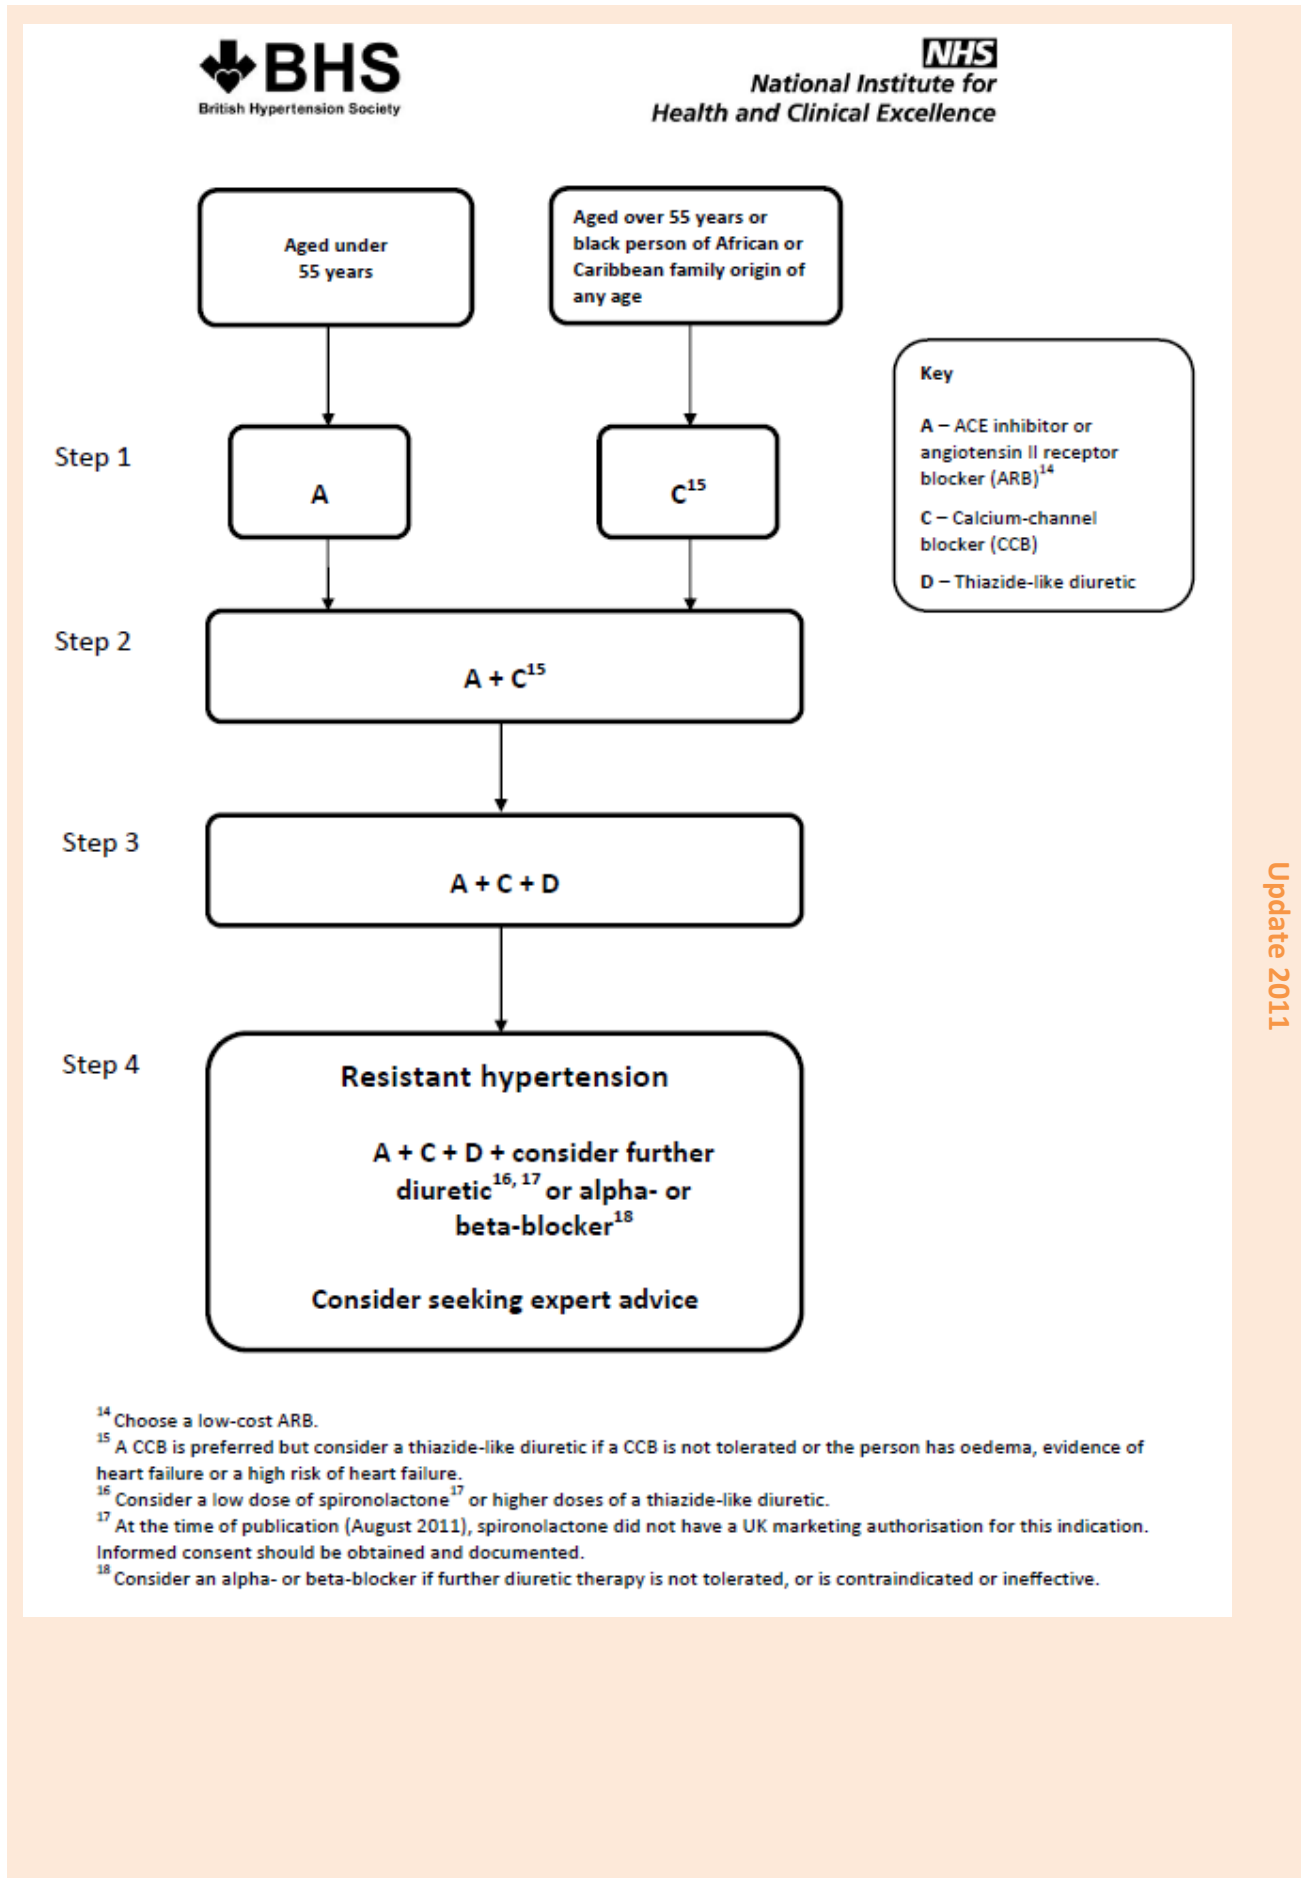 BHS
British Hypertension Society
NHS
National Institute for
Health and Clinical Excellence
Aged under
55 years
Aged over 55 years or
black person of African or
Caribbean family origin of
any age
Key
A – ACE inhibitor or
angiotensin II receptor
blocker (ARB)14
C – Calcium-channel
blocker (CCB)
D – Thiazide-like diuretic
Step 1
A
C15
Step 2
A + C15
Step 3
A + C + D
Step 4
Resistant hypertension
A + C + D + consider further
diuretic16, 17 or alpha- or
beta-blocker18
Consider seeking expert advice
Update 2011
14 Choose a low-cost ARB.
15 A CCB is preferred but consider a thiazide-like diuretic if a CCB is not tolerated or the person has oedema, evidence of
heart failure or a high risk of heart failure.
16 Consider a low dose of spironolactone17 or higher doses of a thiazide-like diuretic.
17 At the time of publication (August 2011), spironolactone did not have a UK marketing authorisation for this indication.
Informed consent should be obtained and documented.
18 Consider an alpha- or beta-blocker if further diuretic therapy is not tolerated, or is contraindicated or ineffective.